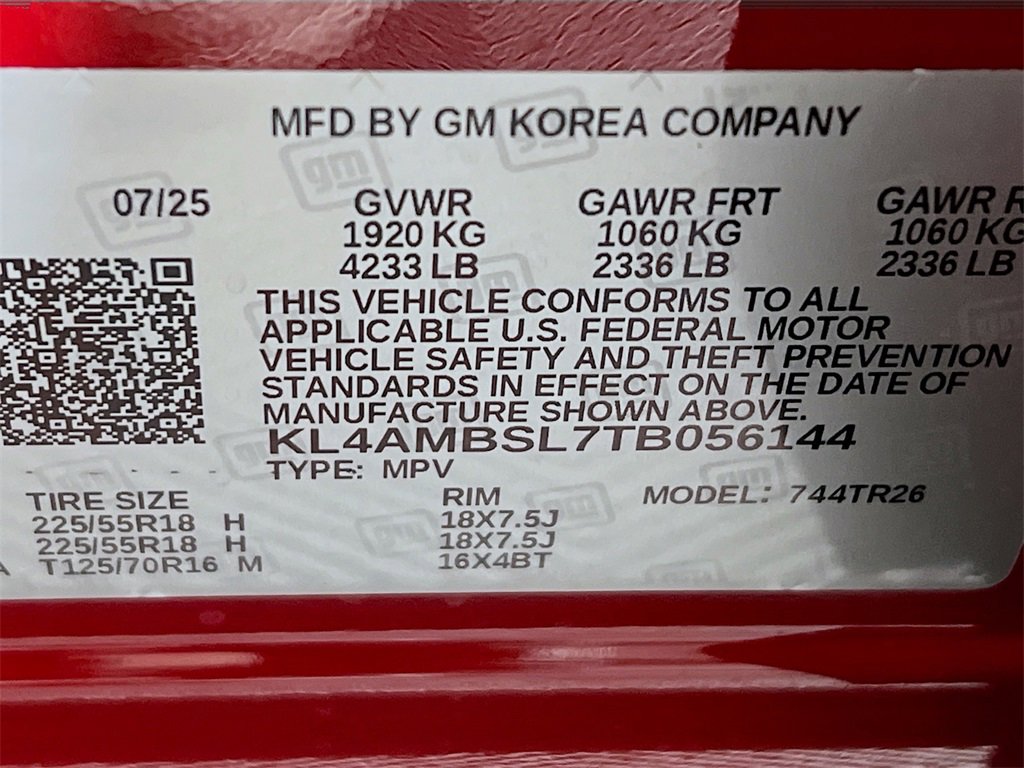 MFD BY GM KOREA COMPANY
07/25 GVWR GAWR FRT GAWR R
1920 KG 1060 KG 1060 KG
4233 LB 2336 LB 2336 LB
THIS VEHICLE CONFORMS TO ALL
APPLICABLE U.S. FEDERAL MOTOR
VEHICLE SAFETY AND THEFT PREVENTION
STANDARDS IN EFFECT ON THE DATE OF
MANUFACTURE SHOWN ABOVE.
KL4AMBSL7TB056144
TYPE: MPV
TIRE SIZE RIM MODEL: 744TR26
225/55R18 H 18X7.5J
225/55R18 H 18X7.5J
A T125/70R16 M 16X4BT